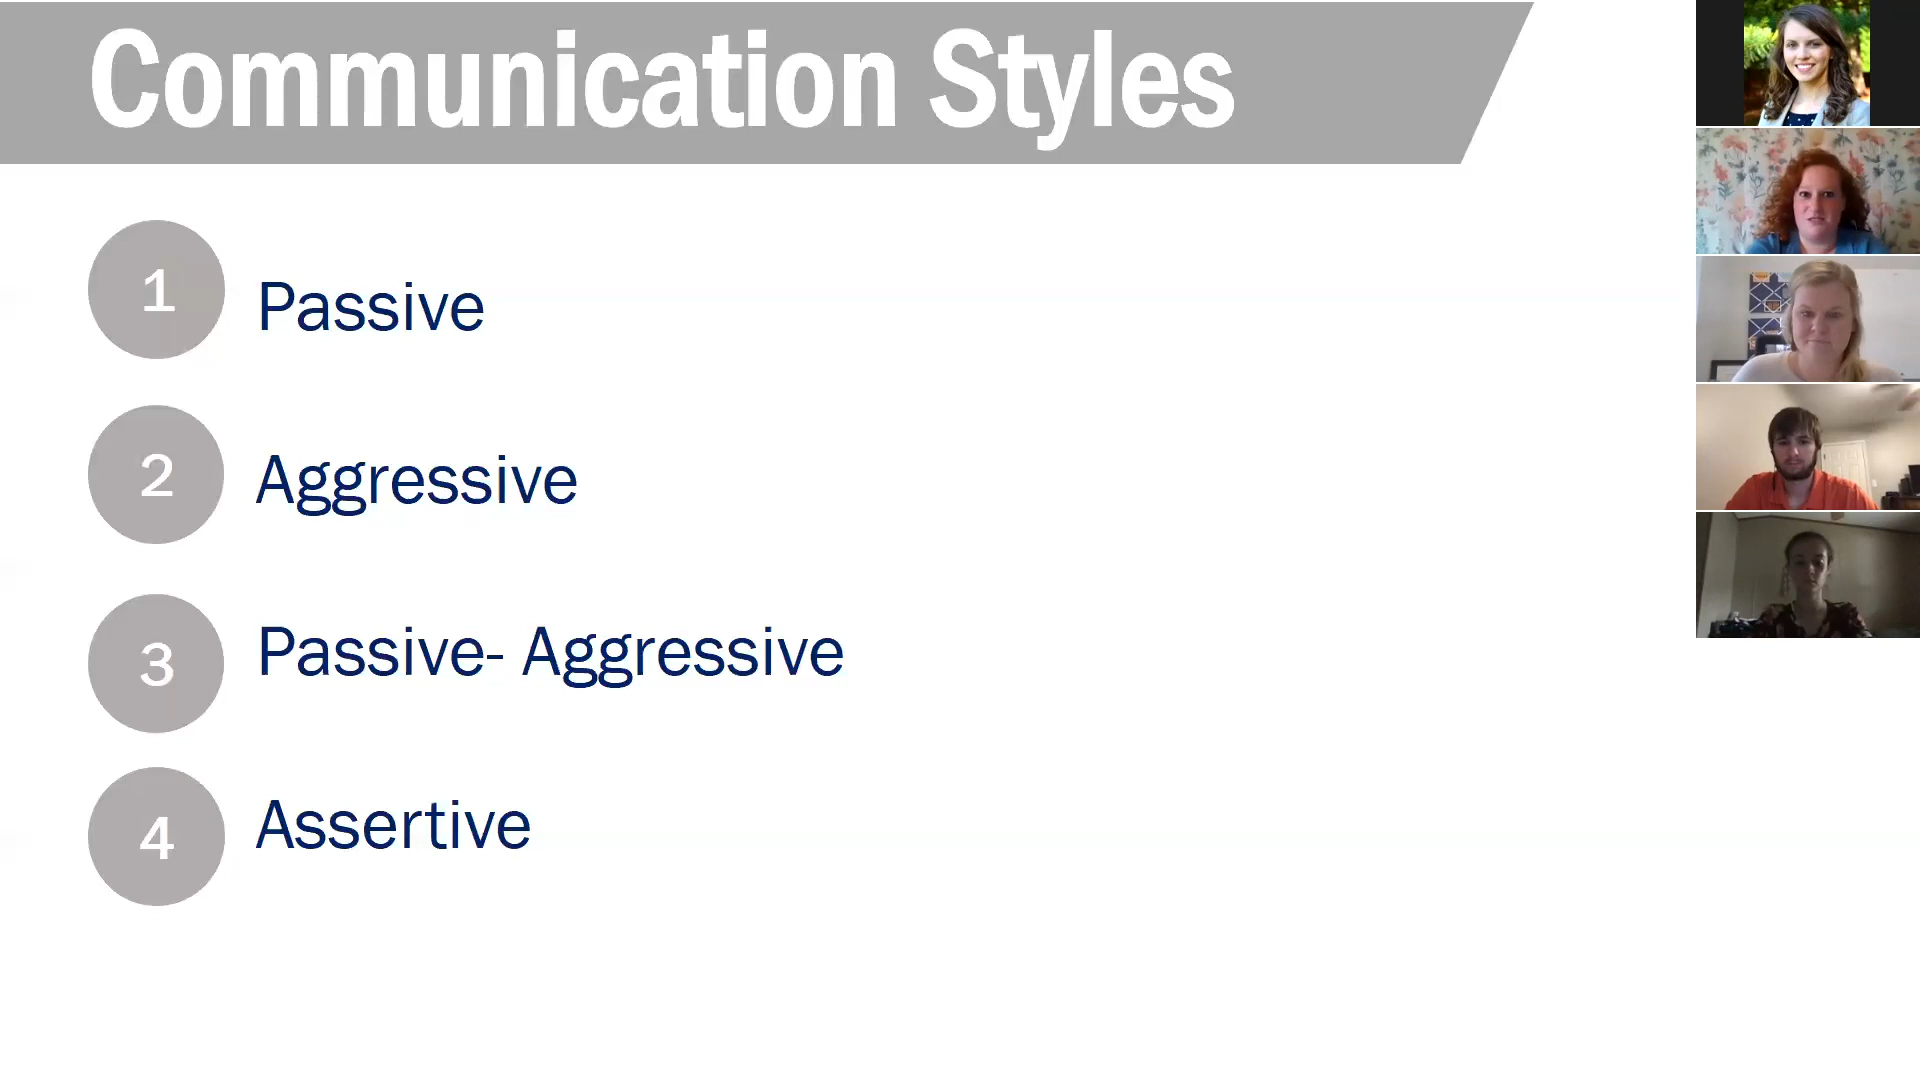 Communication Styles
1
Passive
2
Aggressive
3
Passive- Aggressive
4
Assertive